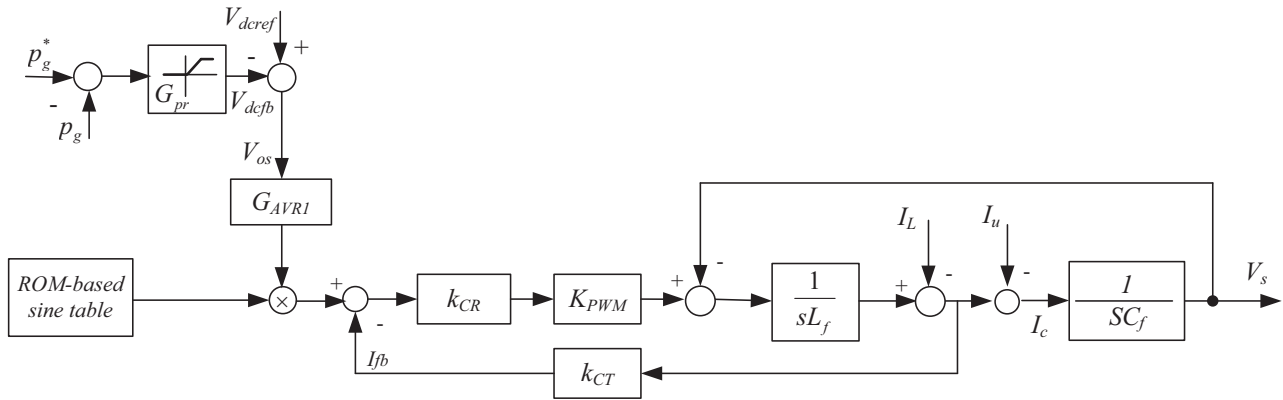 V_dcref
+
p_g^*
-
p_g
G_pr
-
V_dcfb
V_os
G_AVR1
ROM-based
sine table
×
+
-
k_CR
K_PWM
+
-
1
sL_f
+
I_L
-
I_u
-
I_c
1
SC_f
V_s
I_fb
k_CT